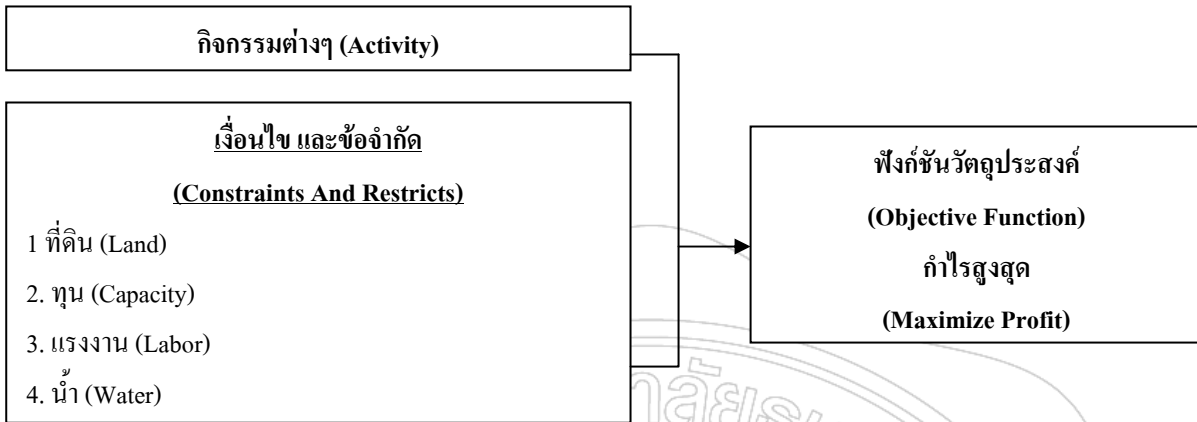 กิจกรรมต่างๆ (Activity)
เงื่อนไข และข้อจำกัด
(Constraints And Restricts)
1 ที่ดิน (Land)
2. ทุน (Capacity)
3. แรงงาน (Labor)
4. น้ำ (Water)
ฟังก์ชันวัตถุประสงค์
(Objective Function)
กำไรสูงสุด
(Maximize Profit)